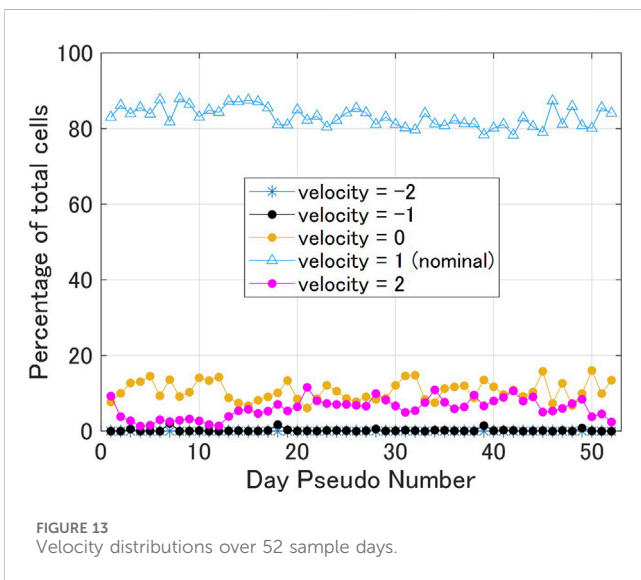 100
80
60
40
20
0
Percentage of total cells
velocity = -2
velocity = -1
velocity = 0
velocity = 1 (nominal)
velocity = 2
0 10 20 30 40 50
Day Pseudo Number
FIGURE 13
Velocity distributions over 52 sample days.